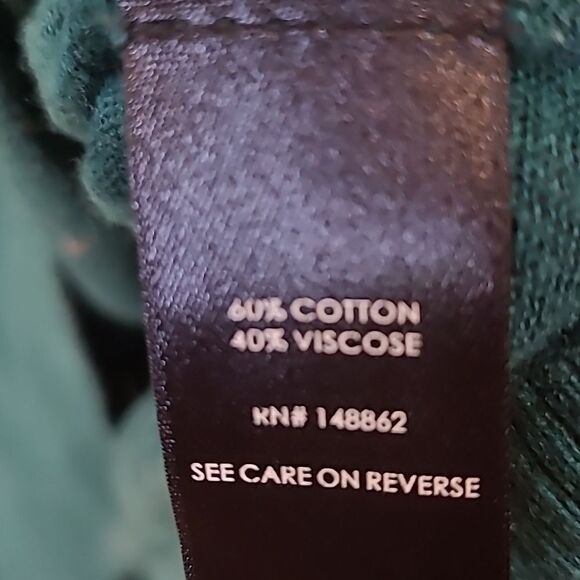 60% COTTON
40% VISCOSE
RN# 148862
SEE CARE ON REVERSE